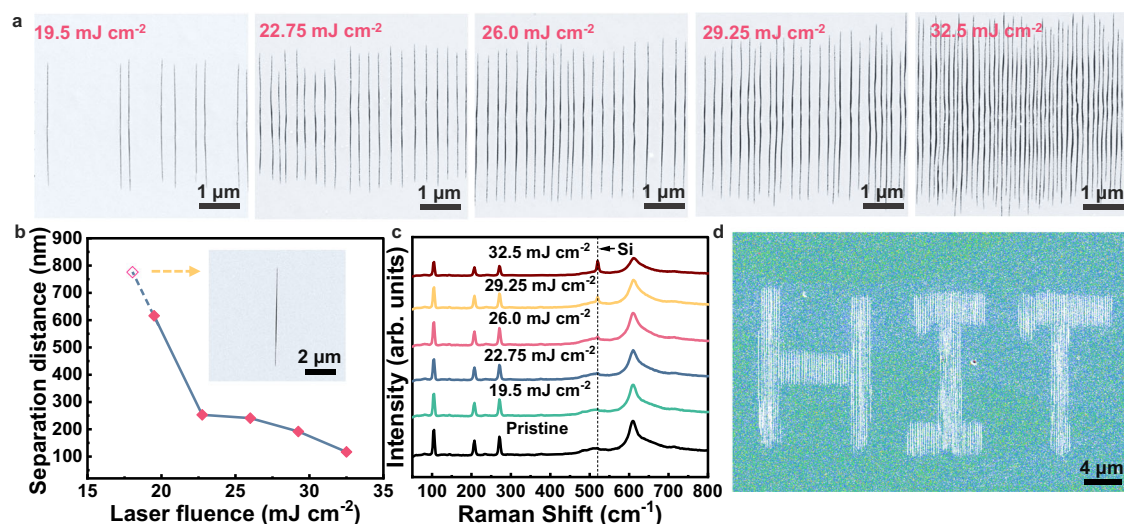 a
19.5 mJ cm-2 22.75 mJ cm-2 26.0 mJ cm-2 29.25 mJ cm-2 32.5 mJ cm-2
1 µm 1 µm 1 µm 1 µm 1 µm
b
Separation distance (nm)
900
800
700
600
500
400
300
200
100
2 µm
15 20 25 30 35
Laser fluence (mJ cm-2)
c
Intensity (arb. units)
32.5 mJ cm-2
Si
29.25 mJ cm-2
26.0 mJ cm-2
22.75 mJ cm-2
19.5 mJ cm-2
Pristine
100 200 300 400 500 600 700 800
Raman Shift (cm-1)
d
HIT
4 µm